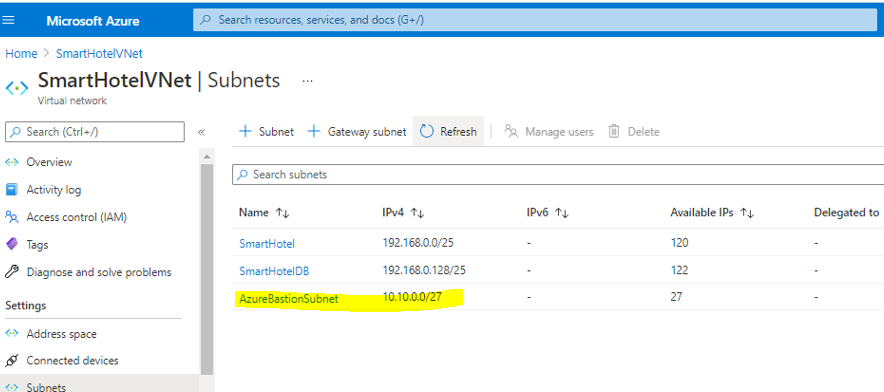 Microsoft Azure
Search resources, services, and docs (G+/)
Home > SmartHotelVNet
SmartHotelVNet | Subnets ...
Virtual network
Search (Ctrl+/)
«
+ Subnet + Gateway subnet Refresh Manage users Delete
Overview
Activity log
Access control (IAM)
Tags
Diagnose and solve problems
Settings
Address space
Connected devices
Subnets
Search subnets
Name ↑↓ IPv4 ↑↓ IPv6 ↑↓ Available IPs ↑↓ Delegated to
SmartHotel 192.168.0.0/25 - 120 -
SmartHotelDB 192.168.0.128/25 - 122 -
AzureBastionSubnet 10.10.0.0/27 - 27 -